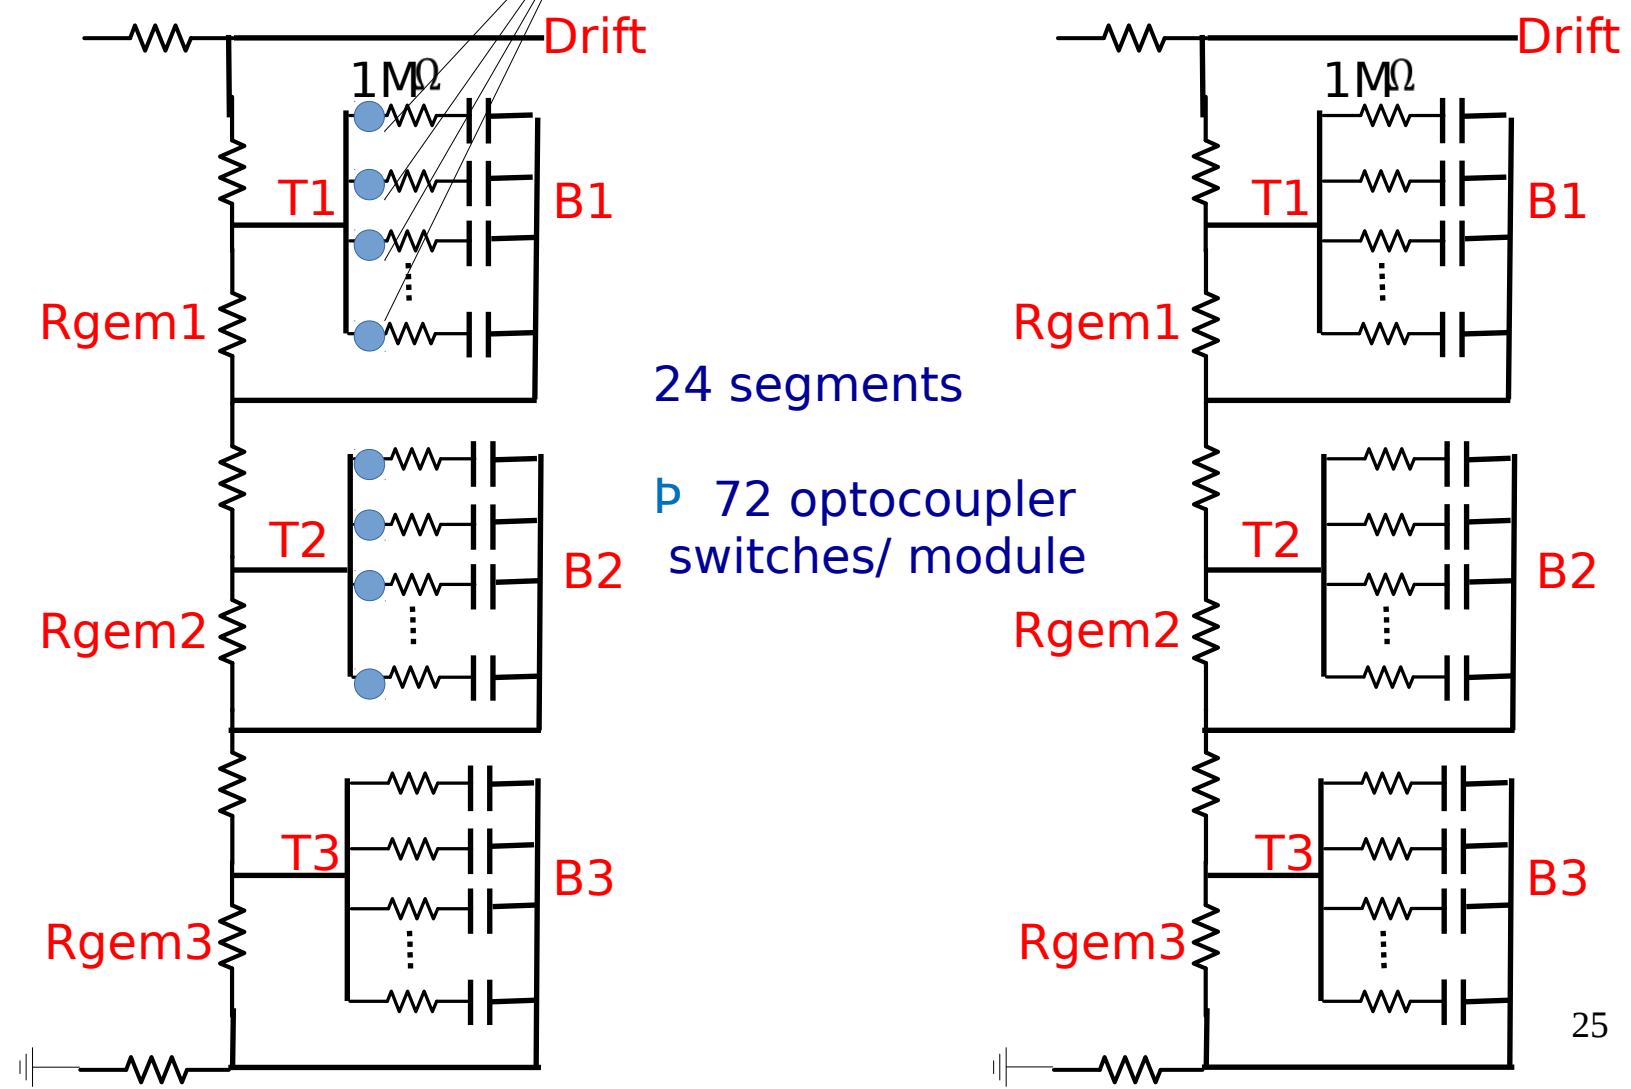 Drift
1MΩ
T1
B1
Rgem1
T2
B2
Rgem2
T3
B3
Rgem3
24 segments
Þ 72 optocoupler
switches/ module
Drift
1MΩ
T1
B1
Rgem1
T2
B2
Rgem2
T3
B3
Rgem3
25